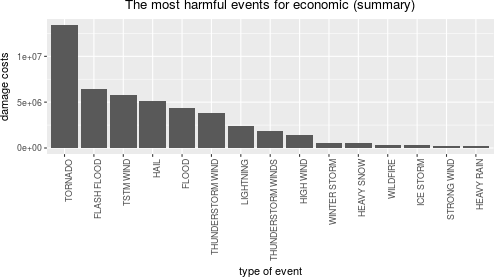 The most harmful events for economic (summary)
damage costs
1e+07
5e+06
0e+00
TORNADO
FLASH FLOOD
TSTM WIND
HAIL
FLOOD
THUNDERSTORM WIND
LIGHTNING
THUNDERSTORM WINDS
HIGH WIND
WINTER STORM
HEAVY SNOW
WILDFIRE
ICE STORM
STRONG WIND
HEAVY RAIN
type of event